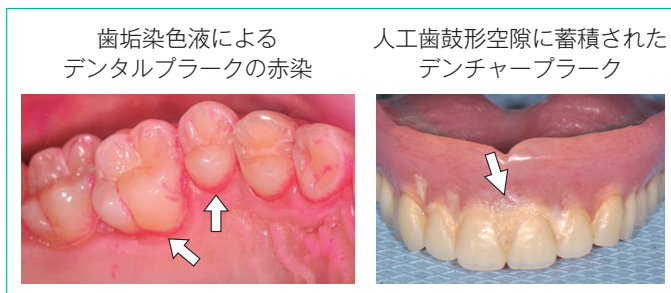 歯垢染色液による
デンタルプラークの赤染
人工歯鼓形空隙に蓄積された
デンチャープラーク